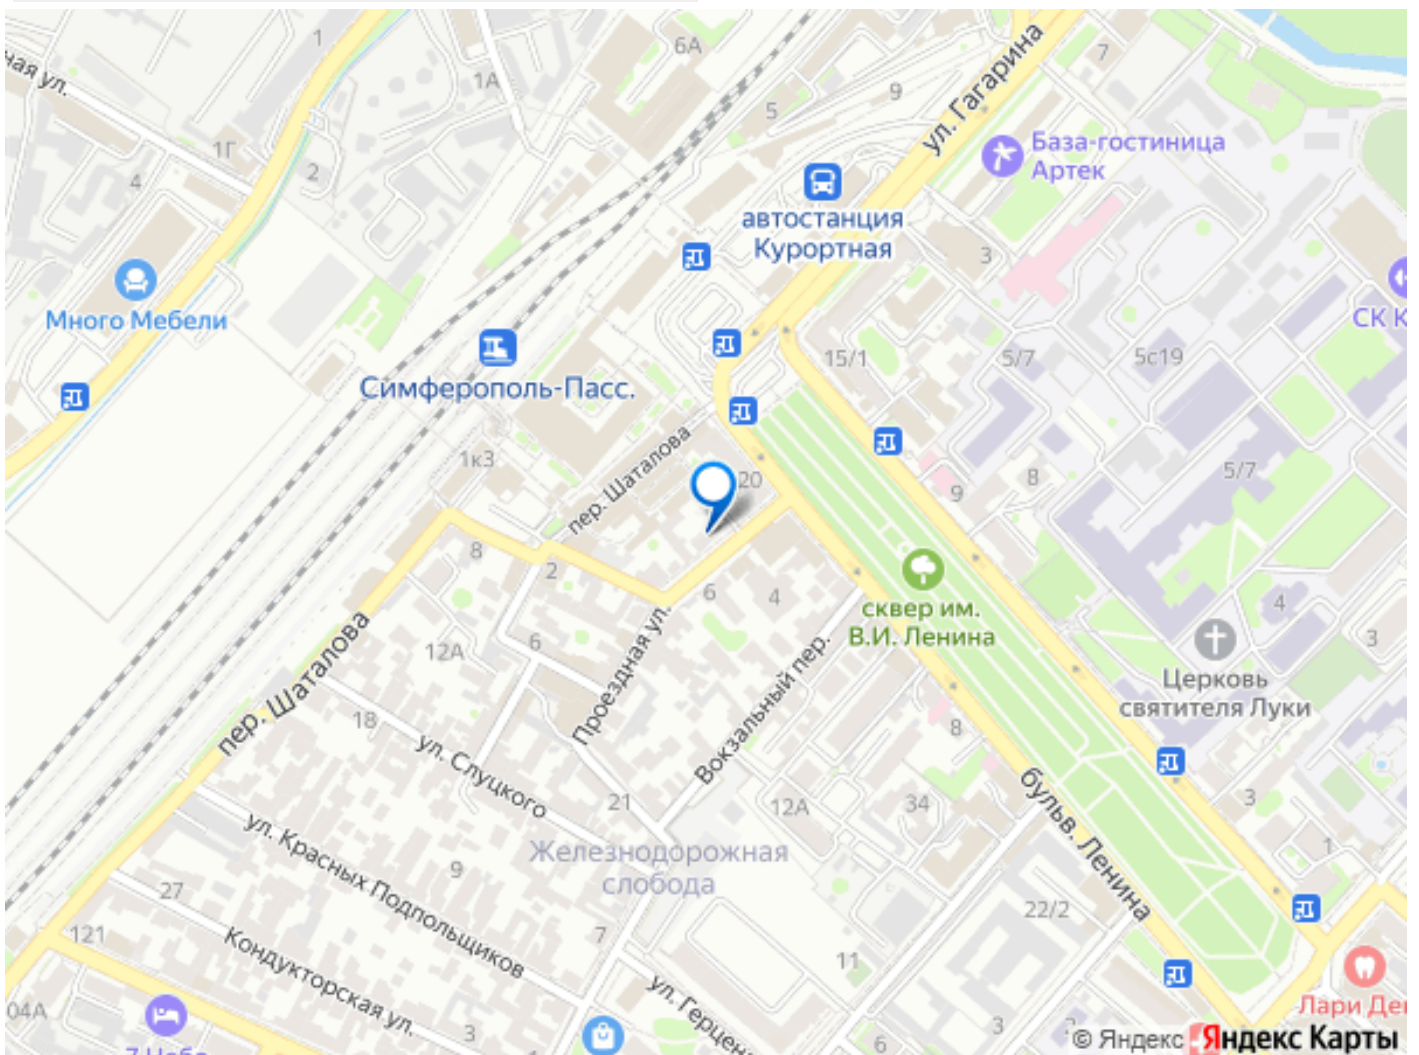 1
6А
7
ная ул.
1А
9
5
ул. Гагарина
База-гостиница
Артек
1Г
2
4
автостанция
Курортная
3
Много Мебели
СК К
15/1
5/7
5с19
Симферополь-Пасс.
1к3
пер. Шаталова
20
9
8
5/7
8
2
6
4
сквер им.
В.И. Ленина
4
3
12А
6
Проездная ул.
Вокзальный пер.
Церковь
святителя Луки
пер. Шаталова
18
ул. Слуцкого
8
бульв. Ленина
21
12А
34
3
1
ул. Красных Подпольщиков
9
Железнодорожная
слобода
27
22/2
121
Кондукторская ул.
7
11
ул. Герцена
04А
3
3
2
6
Лари Де
7 Небо
© Яндекс Яндекс Карты